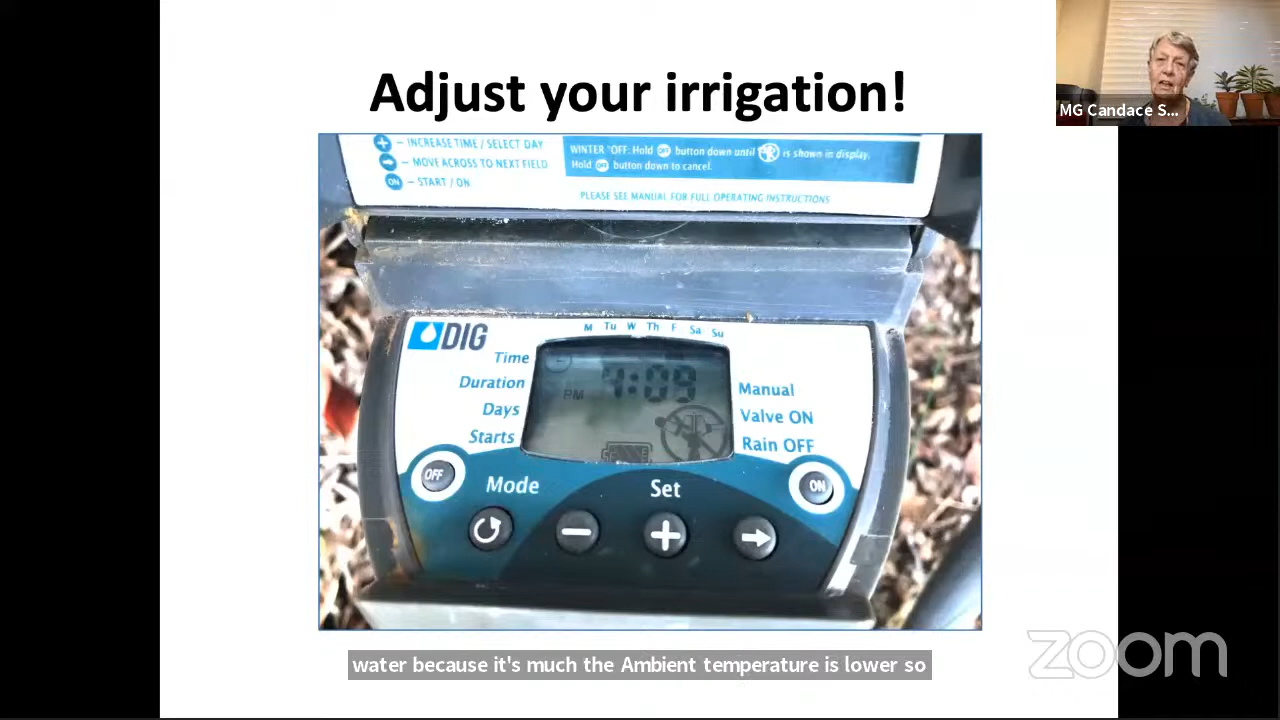 Adjust your irrigation!
MG Candace S...
+ – INCREASE TIME / SELECT DAY
➔ – MOVE ACROSS TO NEXT FIELD
ON – START / ON
WINTER "OFF: Hold OFF button down until is shown in display.
Hold OFF button down to cancel.
PLEASE SEE MANUAL FOR FULL OPERATING INSTRUCTIONS
DIG
M Tu W Th F Sa Su
Time
Duration
Days
Starts
PM
Manual
Valve ON
Rain OFF
OFF
Mode
Set
ON
water because it's much the Ambient temperature is lower so
zoom